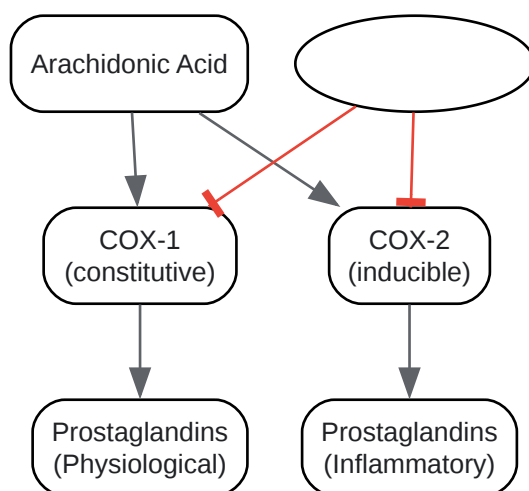 Arachidonic Acid
COX-1
(constitutive)
COX-2
(inducible)
Prostaglandins
(Physiological)
Prostaglandins
(Inflammatory)